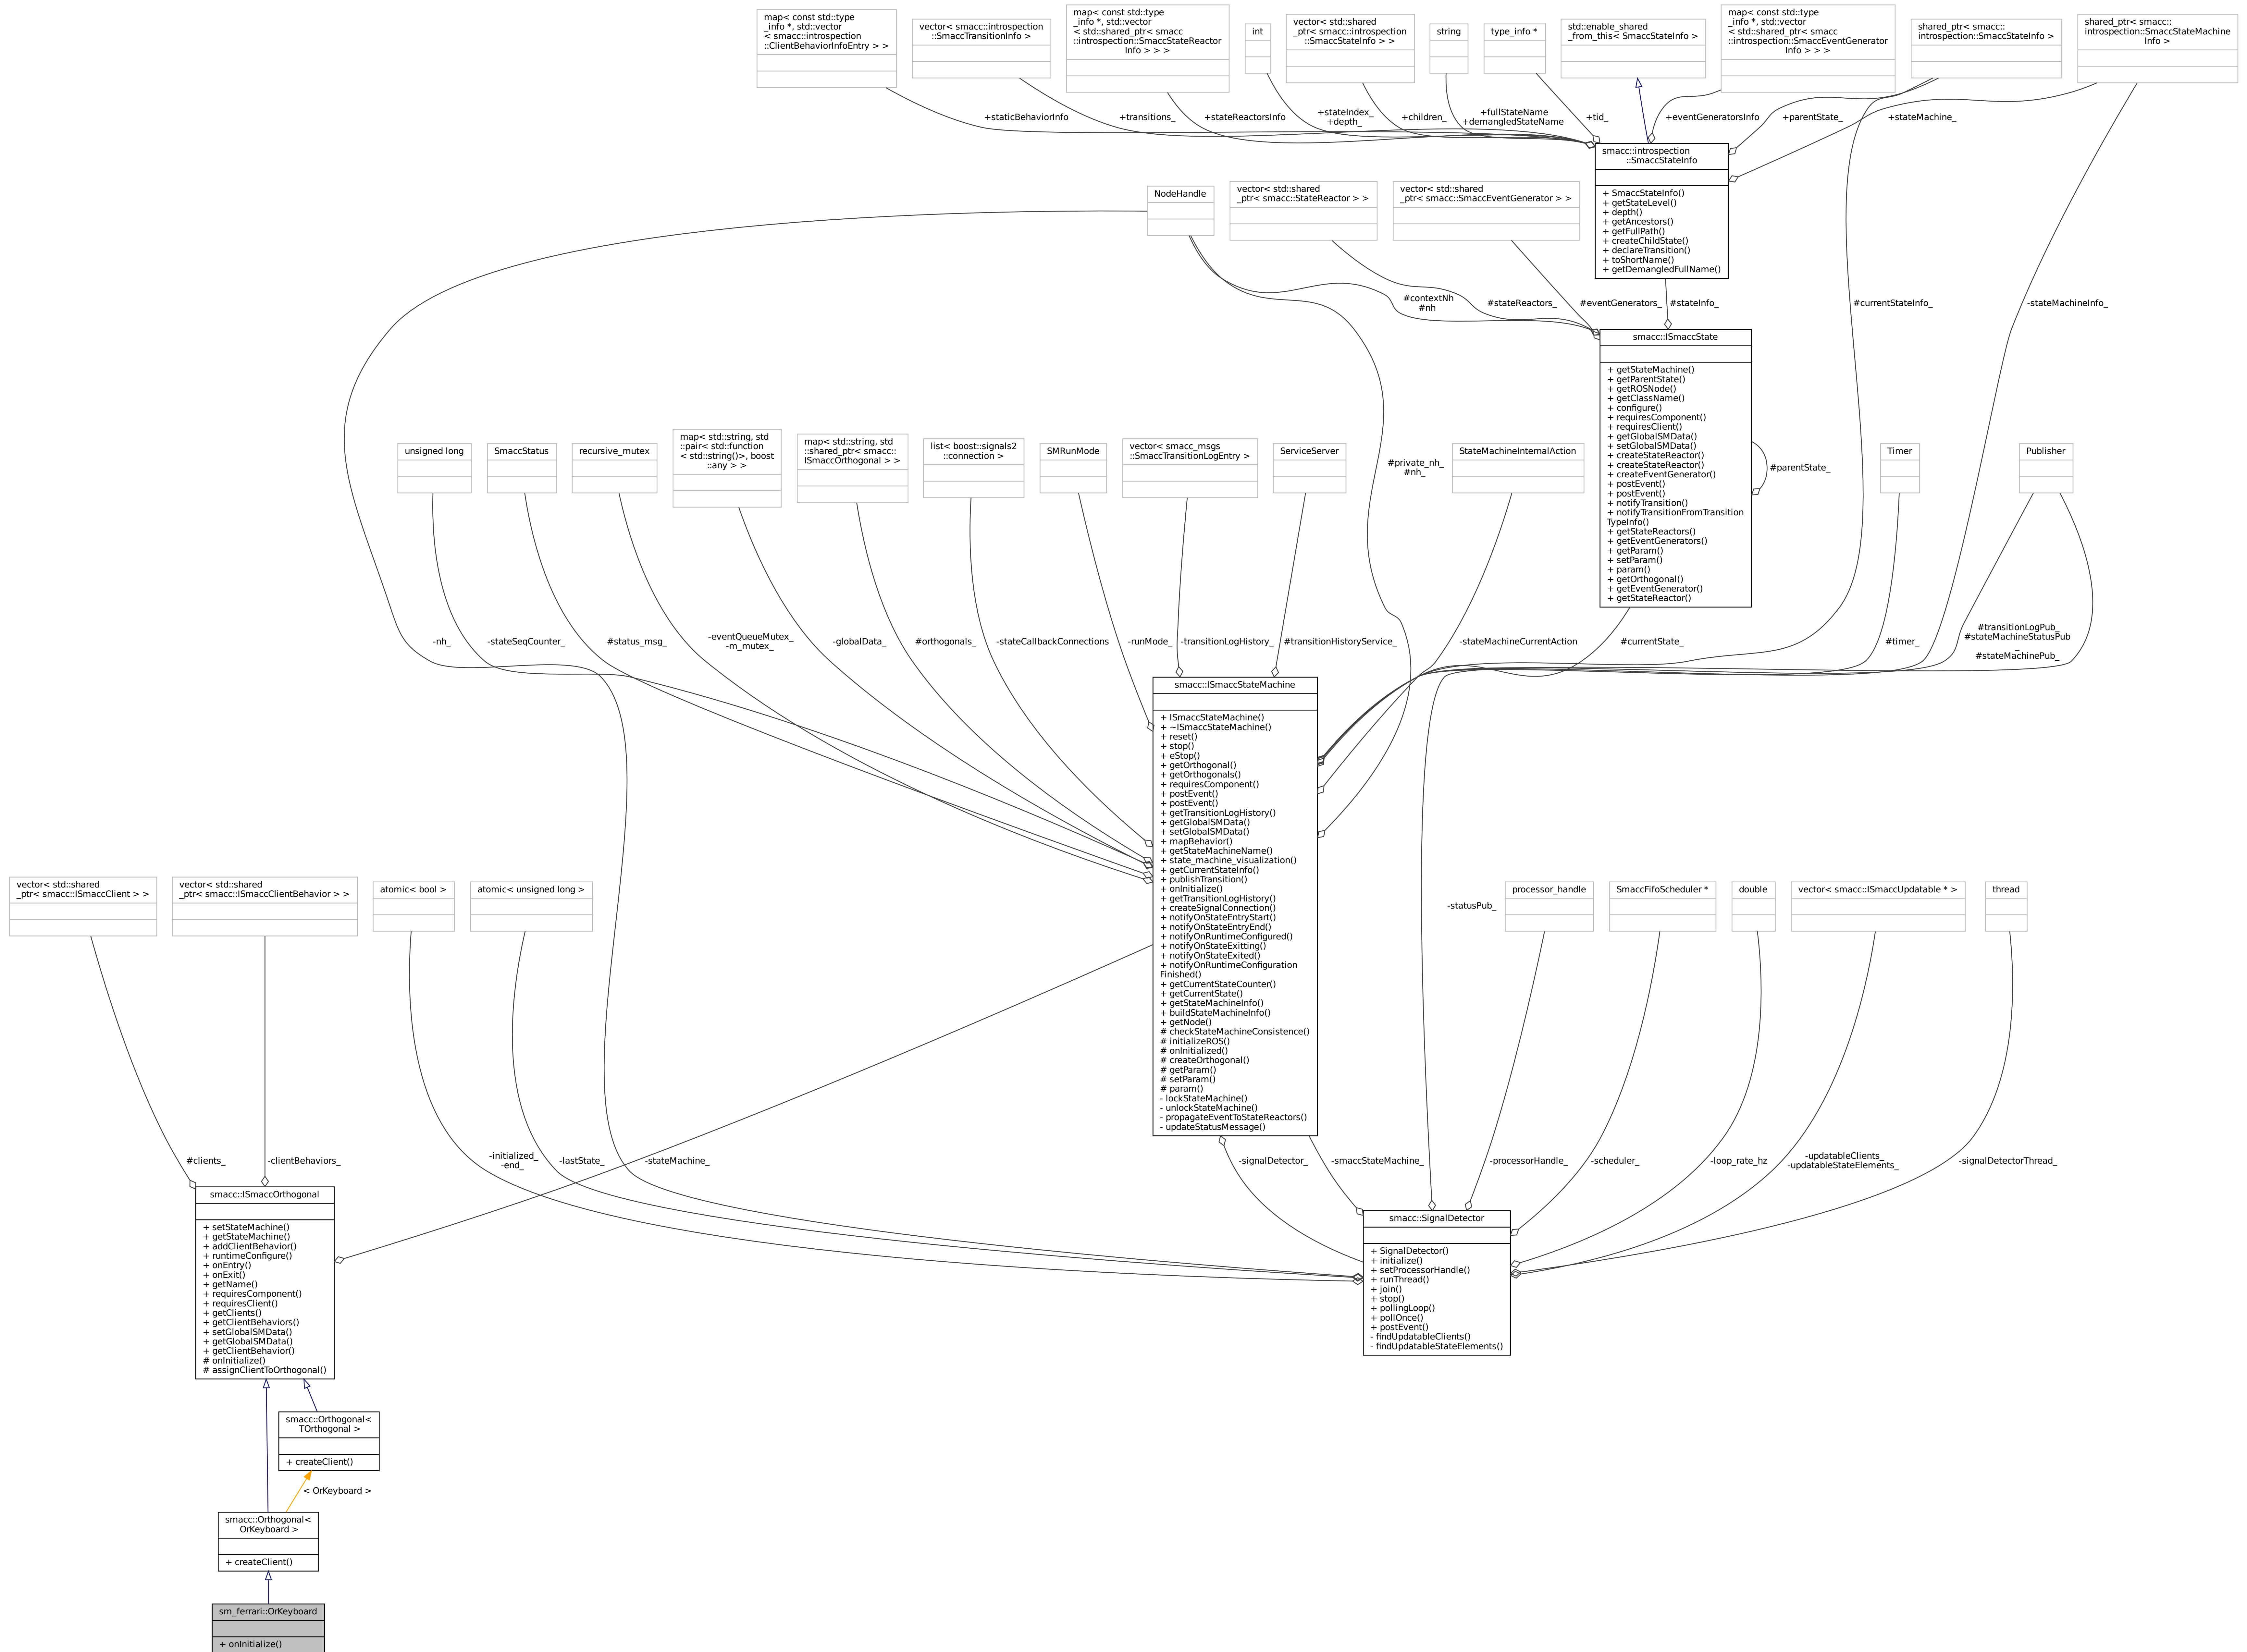 map< const std::type
_info *, std::vector
< smacc::introspection
::ClientBehaviorInfoEntry > >
vector< smacc::introspection
::SmaccTransitionInfo >
map< const std::type
_info *, std::vector
< std::shared_ptr< smacc
::introspection::SmaccStateReactor
Info > > >
int
vector< std::shared
_ptr< smacc::introspection
::SmaccStateInfo > >
string
type_info *
std::enable_shared
_from_this< SmaccStateInfo >
map< const std::type
_info *, std::vector
< std::shared_ptr< smacc
::introspection::SmaccEventGenerator
Info > > >
shared_ptr< smacc::
introspection::SmaccStateInfo >
shared_ptr< smacc::
introspection::SmaccStateMachine
Info >
+staticBehaviorInfo
+transitions_
+stateReactorsInfo
+stateIndex_
+depth_
+children_
+fullStateName
+demangledStateName
+tid_
+eventGeneratorsInfo
+parentState_
+stateMachine_
smacc::introspection
::SmaccStateInfo
+ SmaccStateInfo()
+ getStateLevel()
+ depth()
+ getAncestors()
+ getFullPath()
+ createChildState()
+ declareTransition()
+ toShortName()
+ getDemangledFullName()
NodeHandle
vector< std::shared
_ptr< smacc::StateReactor > >
vector< std::shared
_ptr< smacc::SmaccEventGenerator > >
#contextNh
#nh
#stateReactors_
#eventGenerators_
#stateInfo_
#currentStateInfo_
-stateMachineInfo_
smacc::ISmaccState
+ getStateMachine()
+ getParentState()
+ getROSNode()
+ getClassName()
+ configure()
+ requiresComponent()
+ requiresClient()
+ getGlobalSMData()
+ setGlobalSMData()
+ createStateReactor()
+ createStateReactor()
+ createEventGenerator()
+ postEvent()
+ postEvent()
+ notifyTransition()
+ notifyTransitionFromTransition
TypeInfo()
+ getStateReactors()
+ getEventGenerators()
+ getParam()
+ setParam()
+ param()
+ getOrthogonal()
+ getEventGenerator()
+ getStateReactor()
#parentState_
unsigned long
SmaccStatus
recursive_mutex
map< std::string, std
::pair< std::function
< std::string()>, boost
::any > >
map< std::string, std
::shared_ptr< smacc::
ISmaccOrthogonal > >
list< boost::signals2
::connection >
SMRunMode
vector< smacc_msgs
::SmaccTransitionLogEntry >
ServiceServer
#private_nh_
#nh_
StateMachineInternalAction
Timer
Publisher
-nh_
-stateSeqCounter_
#status_msg_
-eventQueueMutex_
-m_mutex_
-globalData_
#orthogonals_
-stateCallbackConnections
-runMode_
-transitionLogHistory_
#transitionHistoryService_
-stateMachineCurrentAction
#currentState_
#timer_
#transitionLogPub_
#stateMachineStatusPub
_
#stateMachinePub_
smacc::ISmaccStateMachine
+ ISmaccStateMachine()
+ ~ISmaccStateMachine()
+ reset()
+ stop()
+ eStop()
+ getOrthogonal()
+ getOrthogonals()
+ requiresComponent()
+ postEvent()
+ postEvent()
+ getTransitionLogHistory()
+ getGlobalSMData()
+ setGlobalSMData()
+ mapBehavior()
+ getStateMachineName()
+ state_machine_visualization()
+ getCurrentStateInfo()
+ publishTransition()
+ onInitialize()
+ getTransitionLogHistory()
+ createSignalConnection()
+ notifyOnStateEntryStart()
+ notifyOnStateEntryEnd()
+ notifyOnRuntimeConfigured()
+ notifyOnStateExitting()
+ notifyOnStateExited()
+ notifyOnRuntimeConfiguration
Finished()
+ getCurrentStateCounter()
+ getCurrentState()
+ getStateMachineInfo()
+ buildStateMachineInfo()
+ getNode()
# checkStateMachineConsistence()
# initializeROS()
# onInitialized()
# createOrthogonal()
# getParam()
# setParam()
# param()
- lockStateMachine()
- unlockStateMachine()
- propagateEventToStateReactors()
- updateStatusMessage()
vector< std::shared
_ptr< smacc::ISmaccClient > >
vector< std::shared
_ptr< smacc::ISmaccClientBehavior > >
atomic< bool >
atomic< unsigned long >
-statusPub_
processor_handle
SmaccFifoScheduler *
double
vector< smacc::ISmaccUpdatable * >
thread
#clients_
-clientBehaviors_
-initialized_
-end_
-lastState_
-stateMachine_
-signalDetector_
-smaccStateMachine_
-processorHandle_
-scheduler_
-loop_rate_hz
-updatableClients_
-updatableStateElements_
-signalDetectorThread_
smacc::ISmaccOrthogonal
+ setStateMachine()
+ getStateMachine()
+ addClientBehavior()
+ runtimeConfigure()
+ onEntry()
+ onExit()
+ getName()
+ requiresComponent()
+ requiresClient()
+ getClients()
+ getClientBehaviors()
+ setGlobalSMData()
+ getGlobalSMData()
+ getClientBehavior()
# onInitialize()
# assignClientToOrthogonal()
smacc::SignalDetector
+ SignalDetector()
+ initialize()
+ setProcessorHandle()
+ runThread()
+ join()
+ stop()
+ pollingLoop()
+ pollOnce()
+ postEvent()
- findUpdatableClients()
- findUpdatableStateElements()
smacc::Orthogonal<
TOrthogonal >
+ createClient()
< OrKeyboard >
smacc::Orthogonal<
OrKeyboard >
+ createClient()
sm_ferrari::OrKeyboard
+ onInitialize()